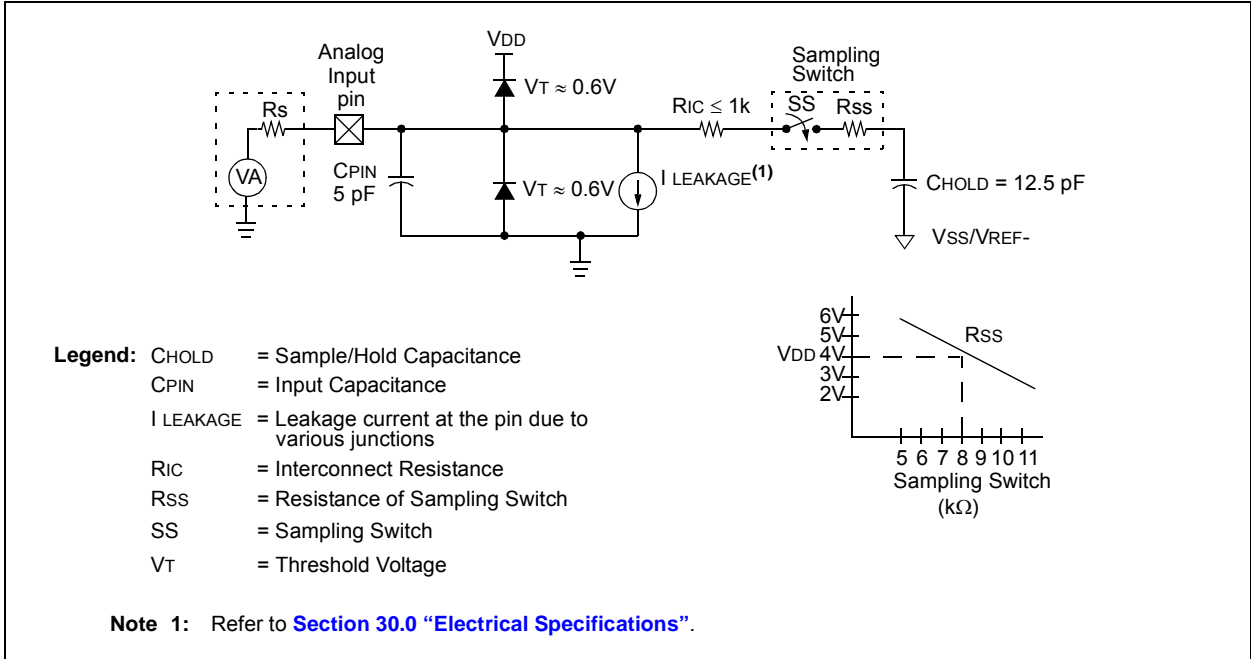 VDD
Analog
Input
pin
Sampling
Switch
VT ≈ 0.6V
RIC ≤ 1k
SS
Rss
Rs
VA
CPIN
5 pF
VT ≈ 0.6V
I LEAKAGE(1)
CHOLD = 12.5 pF
VSS/VREF-
6V
5V
VDD 4V
3V
2V
RSS
5 6 7 8 9 10 11
Sampling Switch
(kΩ)
Legend: CHOLD = Sample/Hold Capacitance
CPIN = Input Capacitance
I LEAKAGE = Leakage current at the pin due to
various junctions
RIC = Interconnect Resistance
RSS = Resistance of Sampling Switch
SS = Sampling Switch
VT = Threshold Voltage
Note 1: Refer to Section 30.0 “Electrical Specifications”.